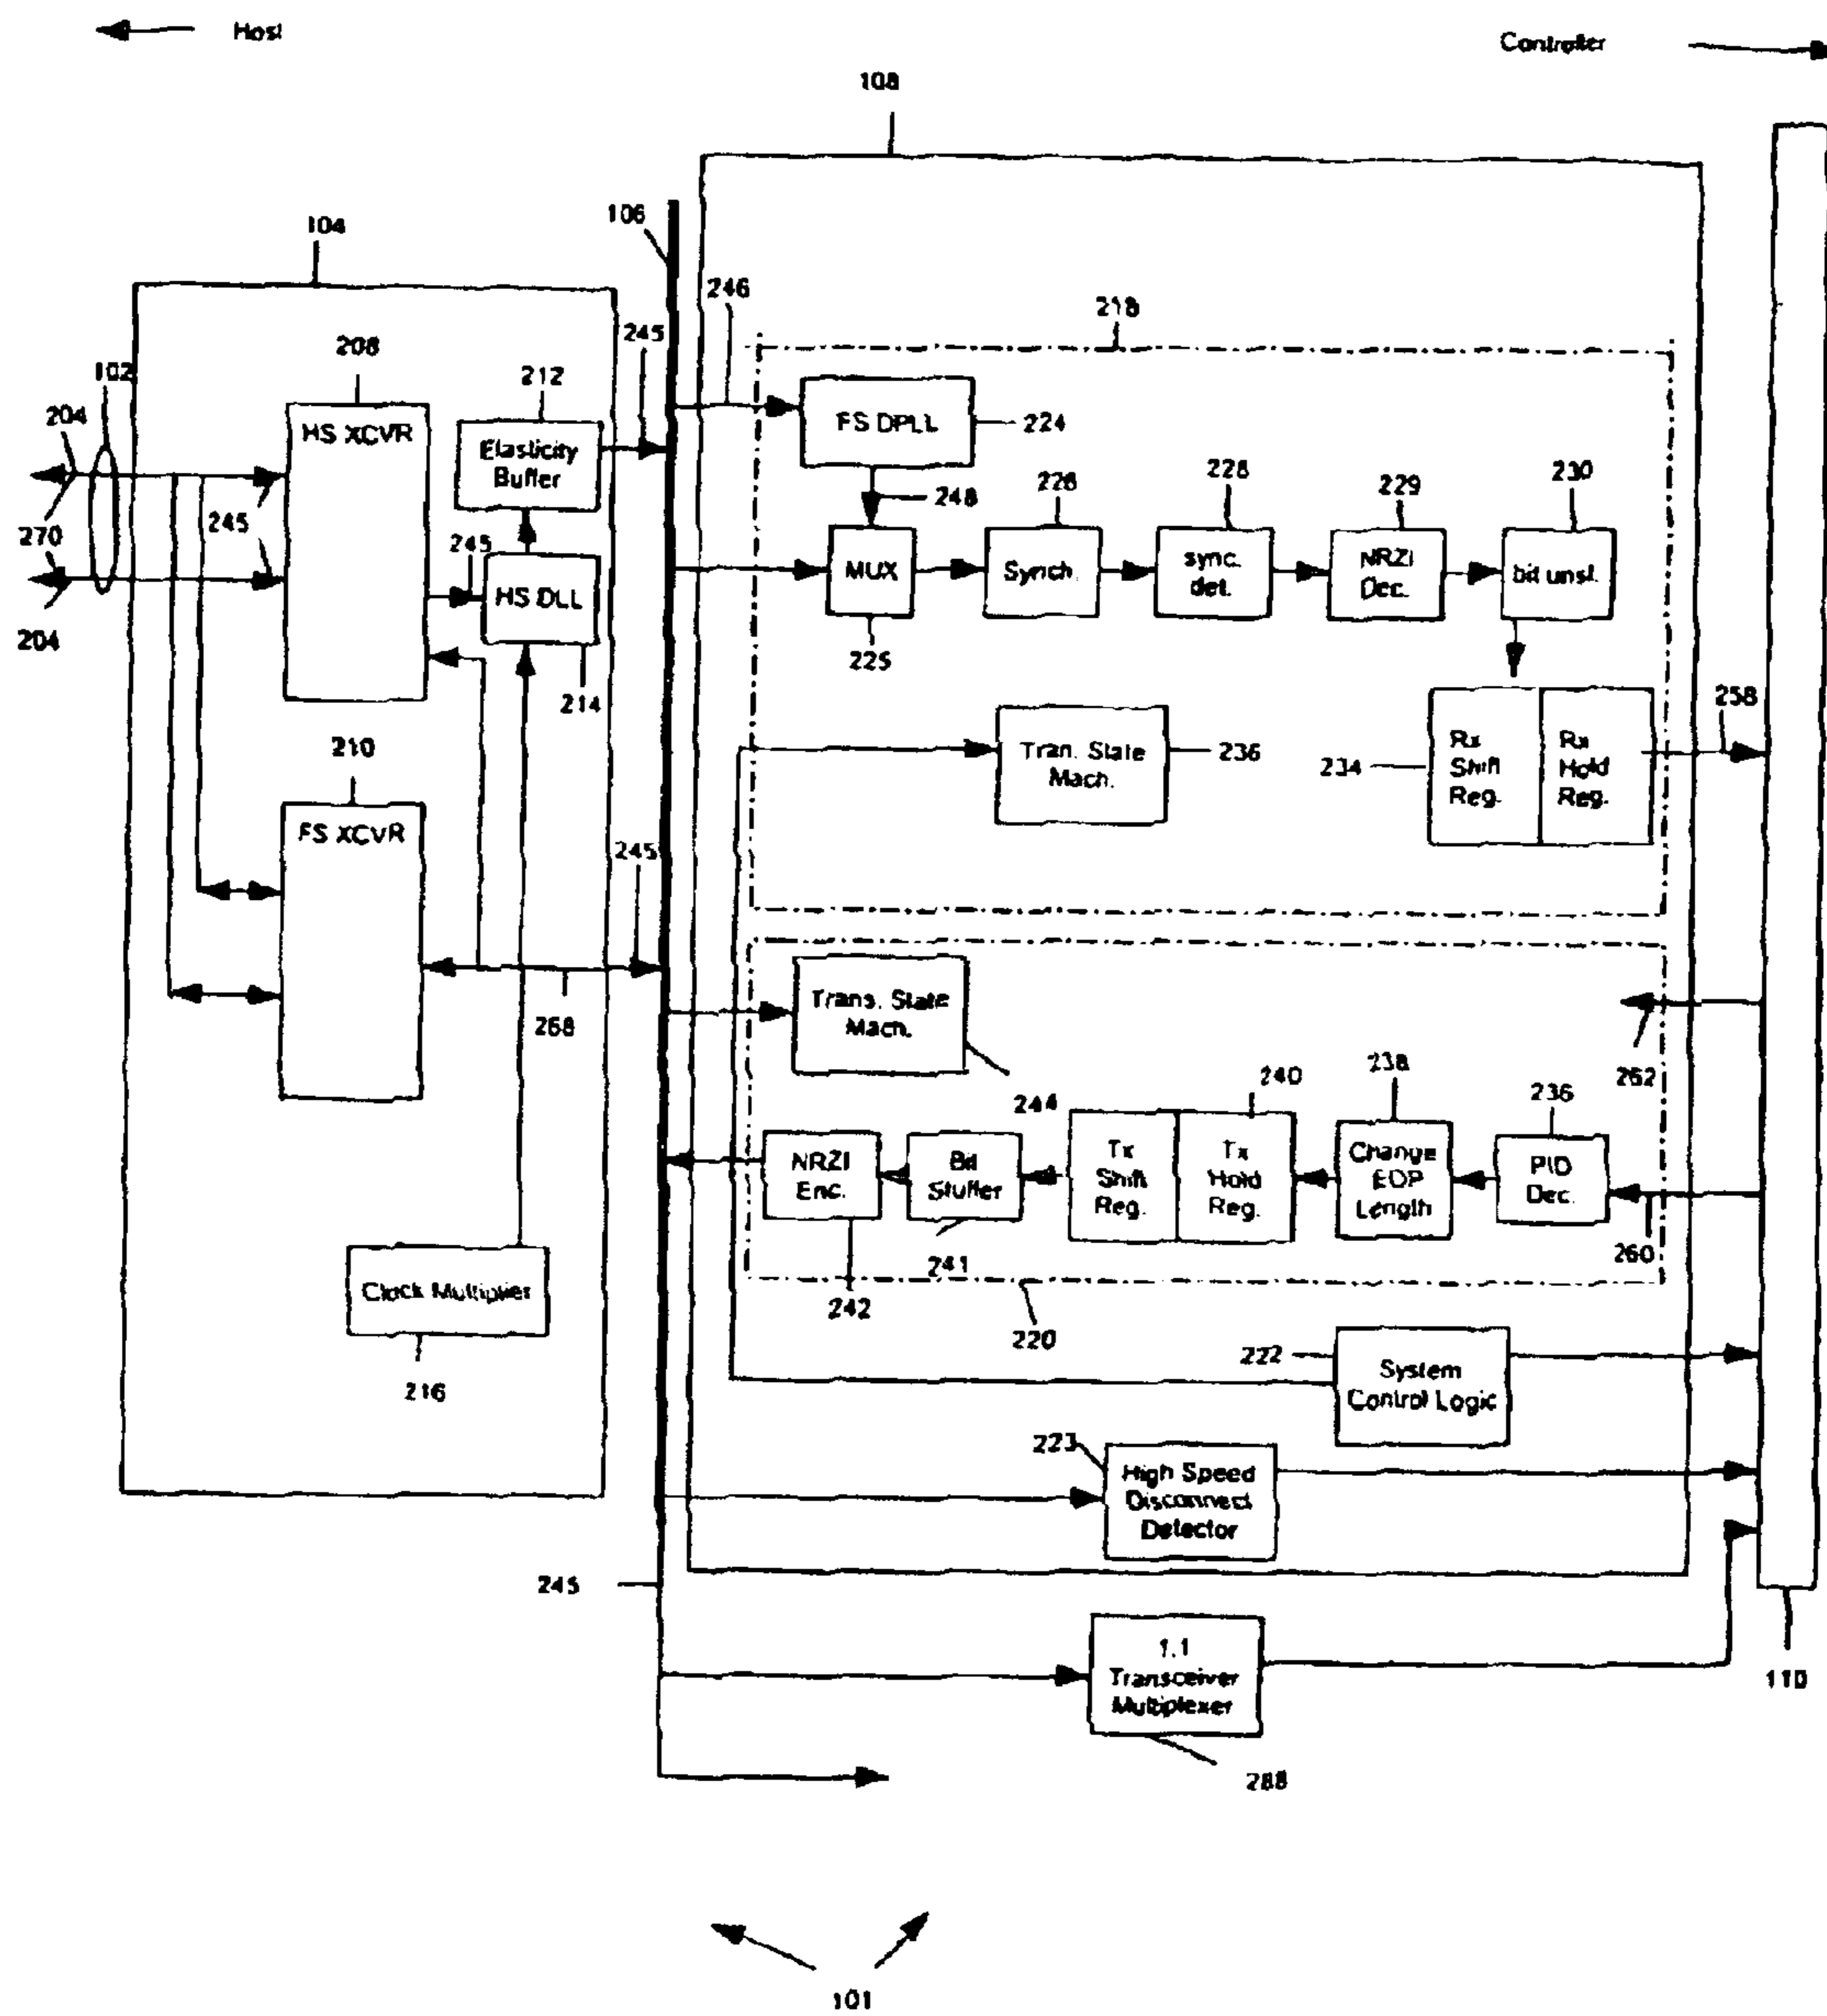 Host
Controller
108
106
104
246
218
208
245
102
212
204
HS XCVR
Elasticity
Buffer
FS DPLL
224
248
226
228
229
230
270
245
245
MUX
Synch.
sync.
det.
NRZI
Dec.
bit unst.
HS DLL
204
225
214
258
210
Tran. State
Mach.
236
234
Rx
Shift
Reg.
Rx
Hold
Reg.
FS XCVR
245
Trans. State
Mach.
268
262
238
240
236
244
NRZI
Enc.
Bit
Stuffer
Tx
Shift
Reg.
Tx
Hold
Reg.
Change
EOP
Length
PID
Dec.
260
241
242
Clock Multiplier
220
222
System
Control Logic
216
223
High Speed
Disconnect
Detector
245
1.1
Transceiver
Multiplexer
110
288
101